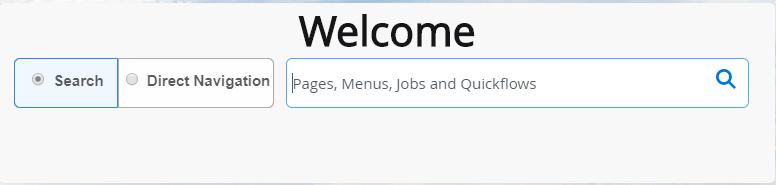 Welcome
Search Direct Navigation Pages, Menus, Jobs and Quickflows